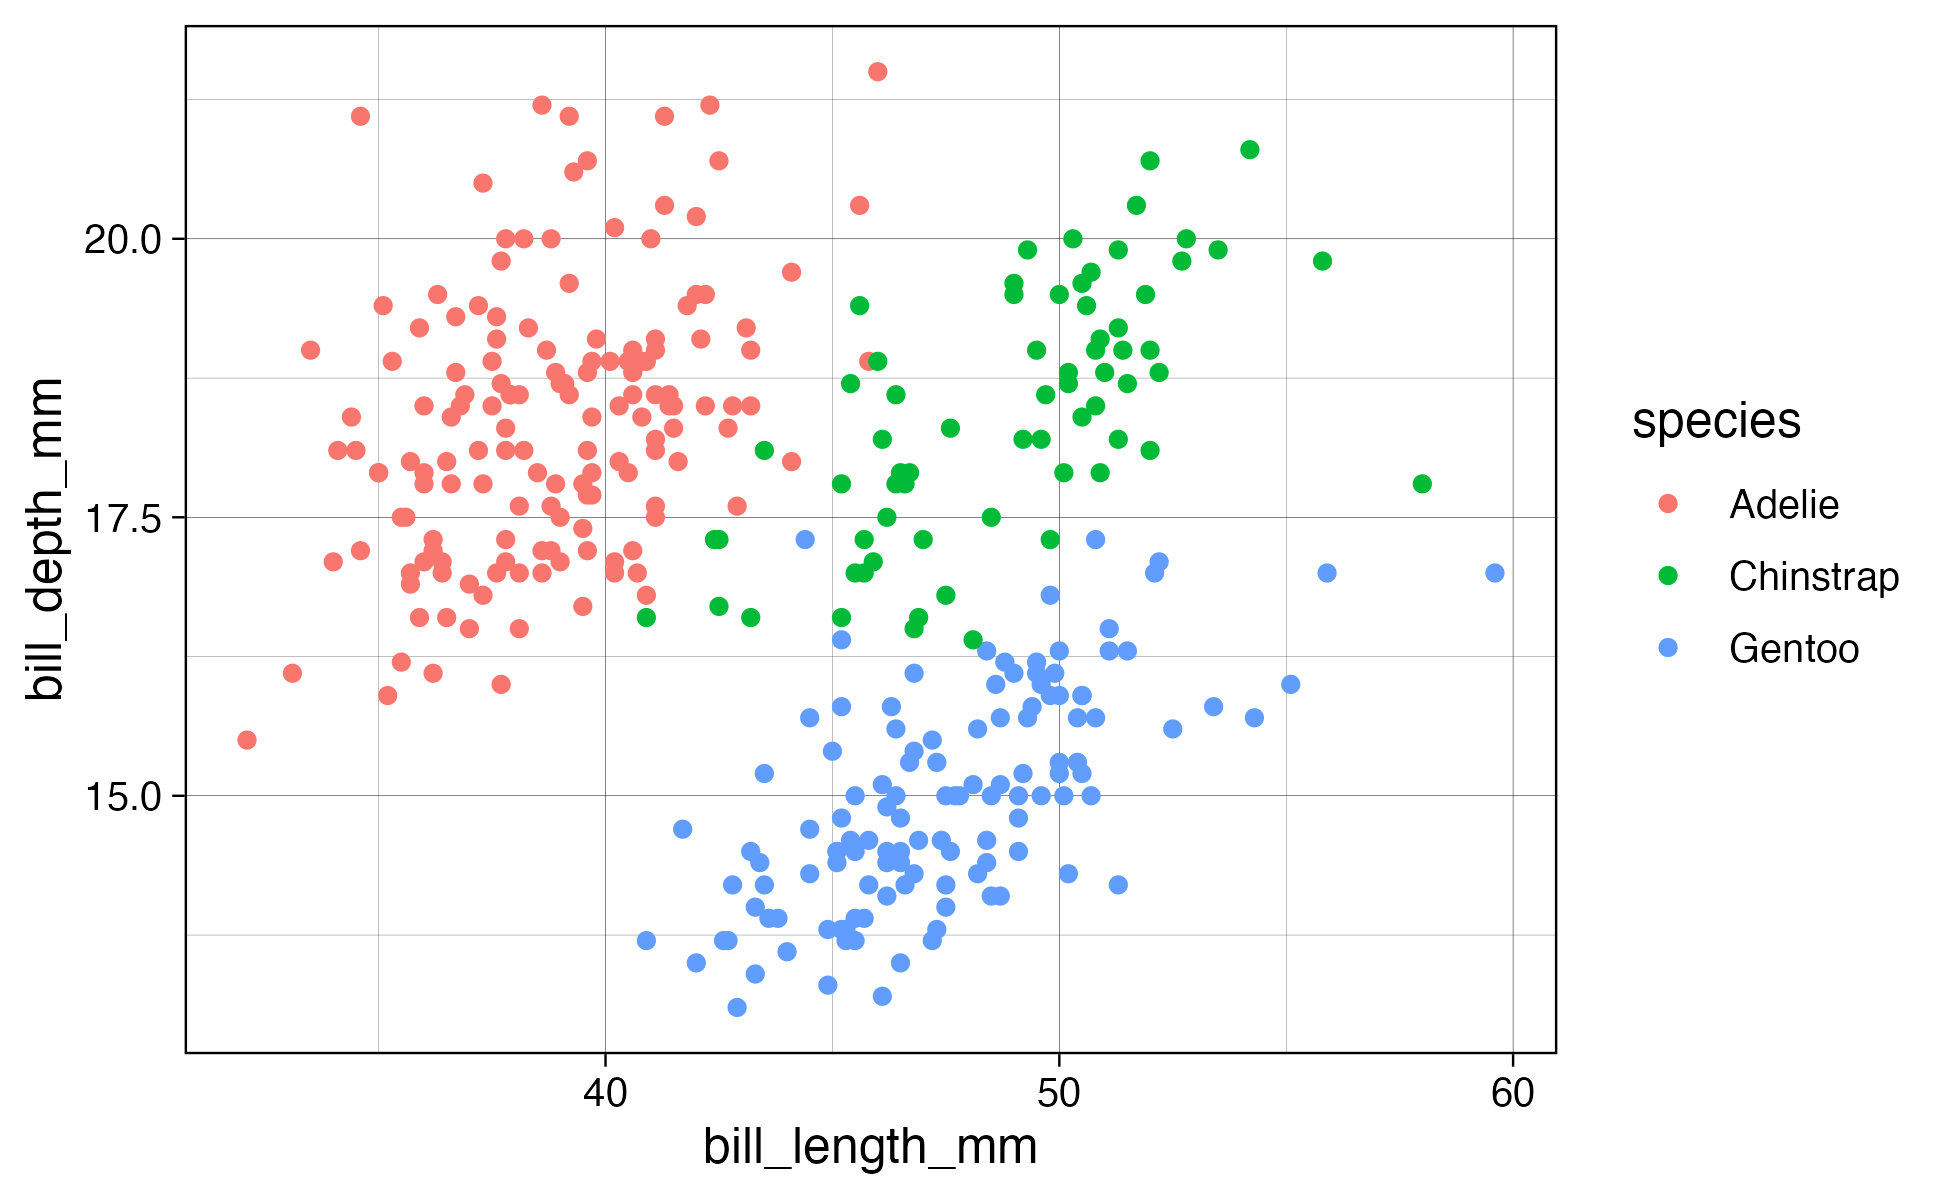 20.0
17.5
15.0
bill_depth_mm
40
50
60
bill_length_mm
species
Adelie
Chinstrap
Gentoo